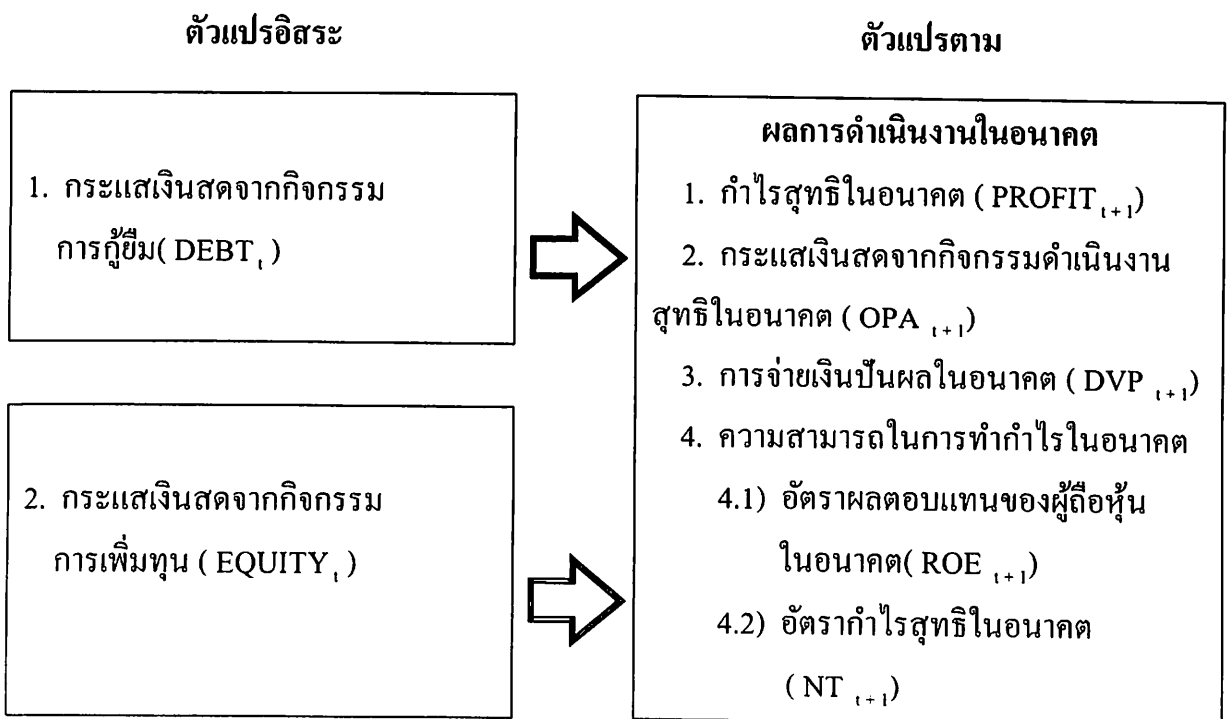 ตัวแปรอิสระ
ตัวแปรตาม
1. กระแสเงินสดจากกิจกรรม
การกู้ยืม( DEBT t )
2. กระแสเงินสดจากกิจกรรม
การเพิ่มทุน ( EQUITY t )
ผลการดำเนินงานในอนาคต
1. กำไรสุทธิในอนาคต ( PROFIT t+1)
2. กระแสเงินสดจากกิจกรรมดำเนินงาน
สุทธิในอนาคต ( OPA t+1)
3. การจ่ายเงินปันผลในอนาคต ( DVP t+1)
4. ความสามารถในการทำกำไรในอนาคต
4.1) อัตราผลตอบแทนของผู้ถือหุ้น
ในอนาคต( ROE t+1)
4.2) อัตรากำไรสุทธิในอนาคต
( NT t+1)